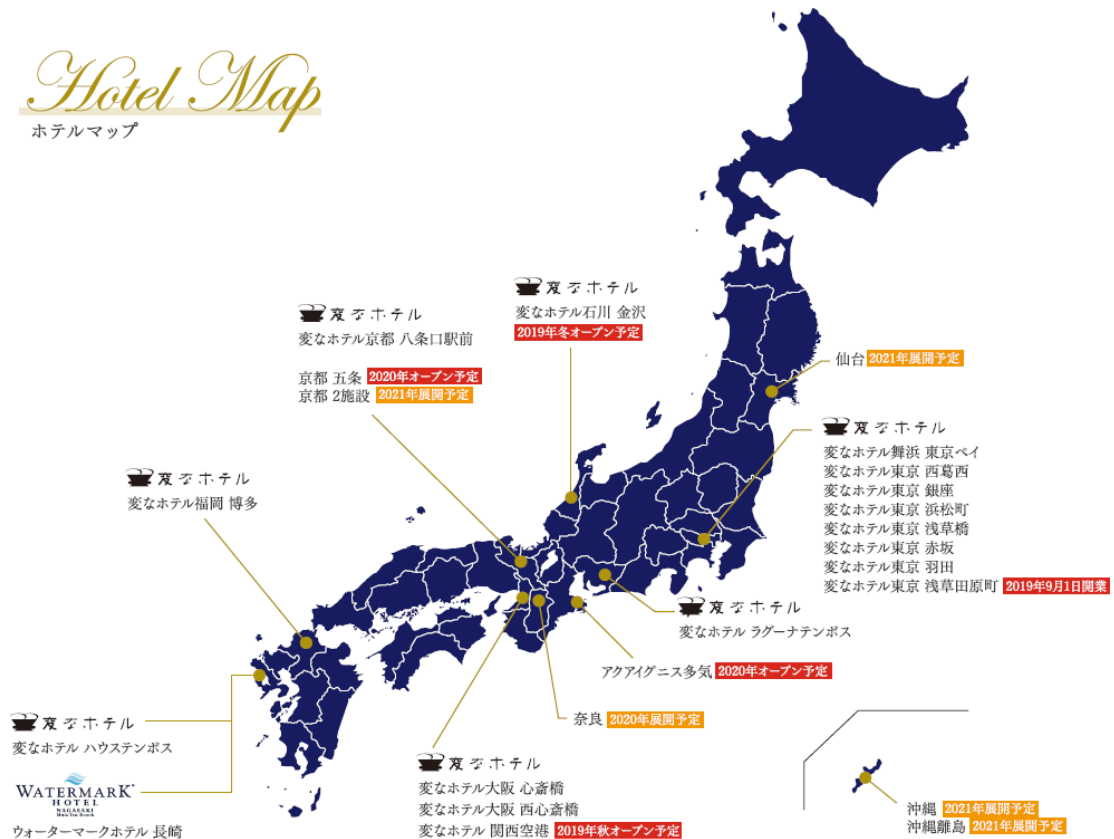 Hotel Map
ホテルマップ
変なホテル
変なホテル石川 金沢
2019年冬オープン予定
変なホテル
変なホテル京都 八条口駅前
京都 五条 2020年オープン予定
京都 2施設 2021年展開予定
仙台 2021年展開予定
変なホテル
変なホテル舞浜 東京ベイ
変なホテル東京 西葛西
変なホテル東京 銀座
変なホテル東京 浜松町
変なホテル東京 浅草橋
変なホテル東京 赤坂
変なホテル東京 羽田
変なホテル東京 浅草田原町 2019年9月1日開業
変なホテル
変なホテル福岡 博多
変なホテル
変なホテル ラグーナテンボス
アクアイグニス多気 2020年オープン予定
奈良 2020年展開予定
変なホテル
変なホテル ハウステンボス
WATERMARK
HOTEL
NAGASAKI
Huis Ten Bosch
ウォーターマークホテル 長崎
変なホテル
変なホテル大阪 心斎橋
変なホテル大阪 西心斎橋
変なホテル 関西空港 2019年秋オープン予定
沖縄 2021年展開予定
沖縄離島 2021年展開予定